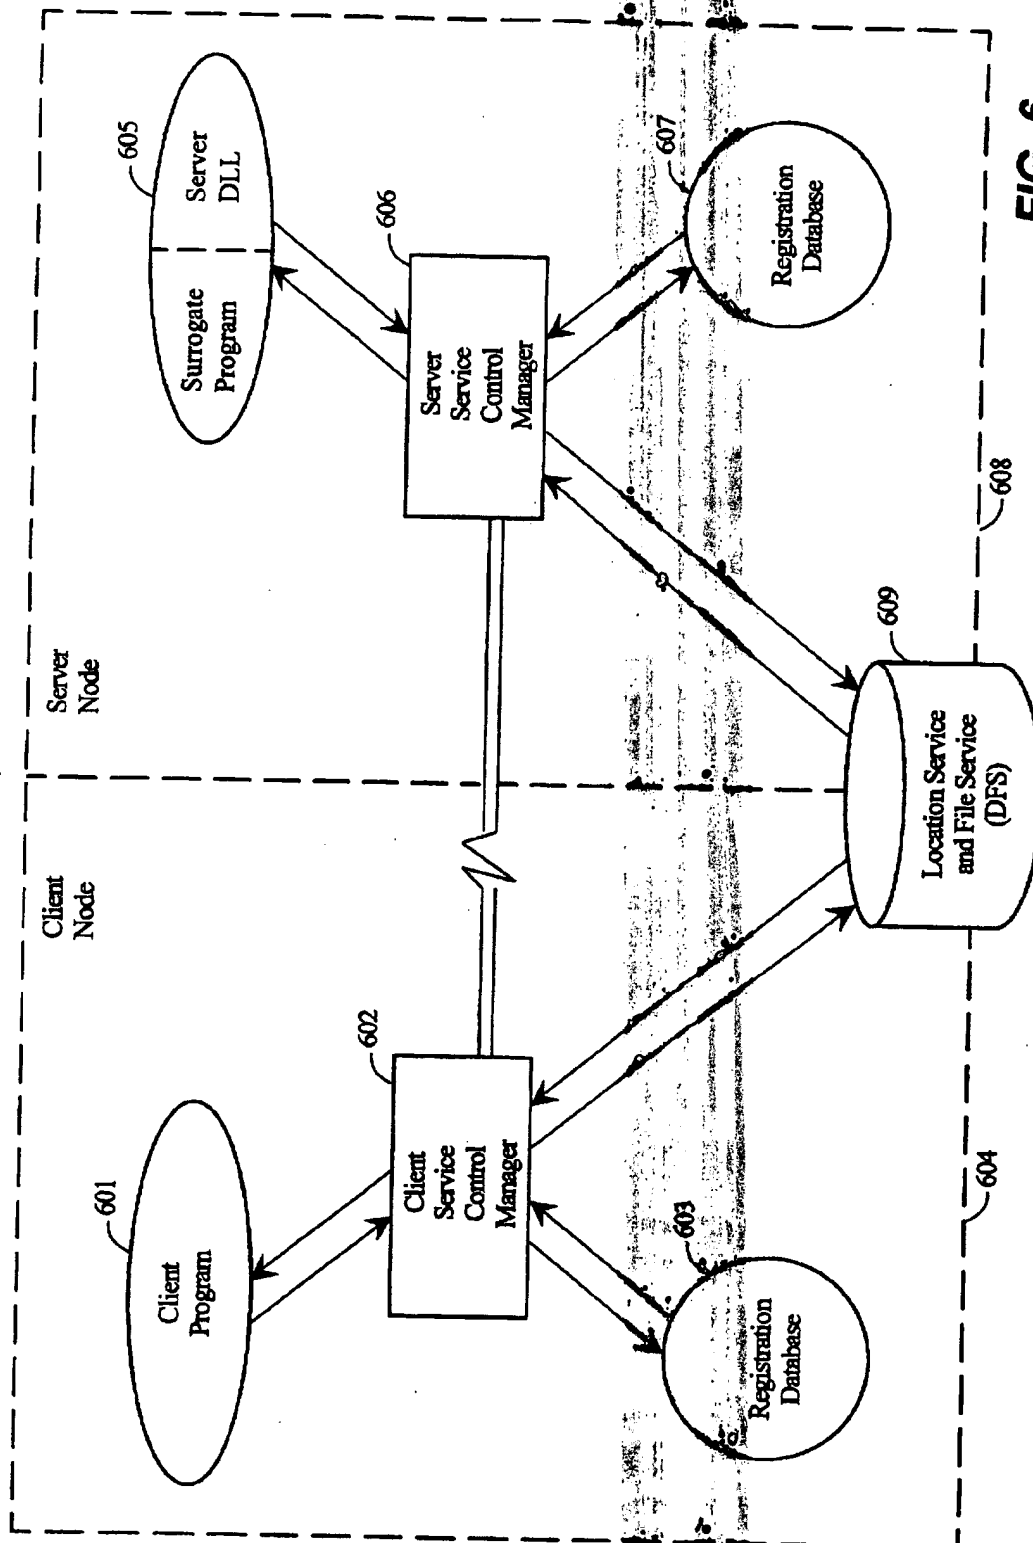 Client
Node
Server
Node
601
Client
Program
602
Client
Service
Control
Manager
603
Registration
Database
604
605
Surrogate
Program
Server
DLL
606
Server
Service
Control
Manager
607
Registration
Database
608
609
Location Service
and File Service
(DFS)
FIG. 6